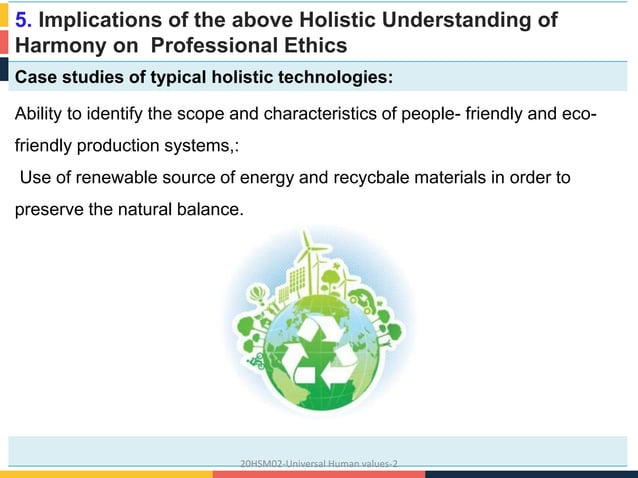 5. Implications of the above Holistic Understanding of
Harmony on Professional Ethics
Case studies of typical holistic technologies:
Ability to identify the scope and characteristics of people- friendly and eco-
friendly production systems,:
Use of renewable source of energy and recycbale materials in order to
preserve the natural balance.
20HSM02-Universal Human values-2